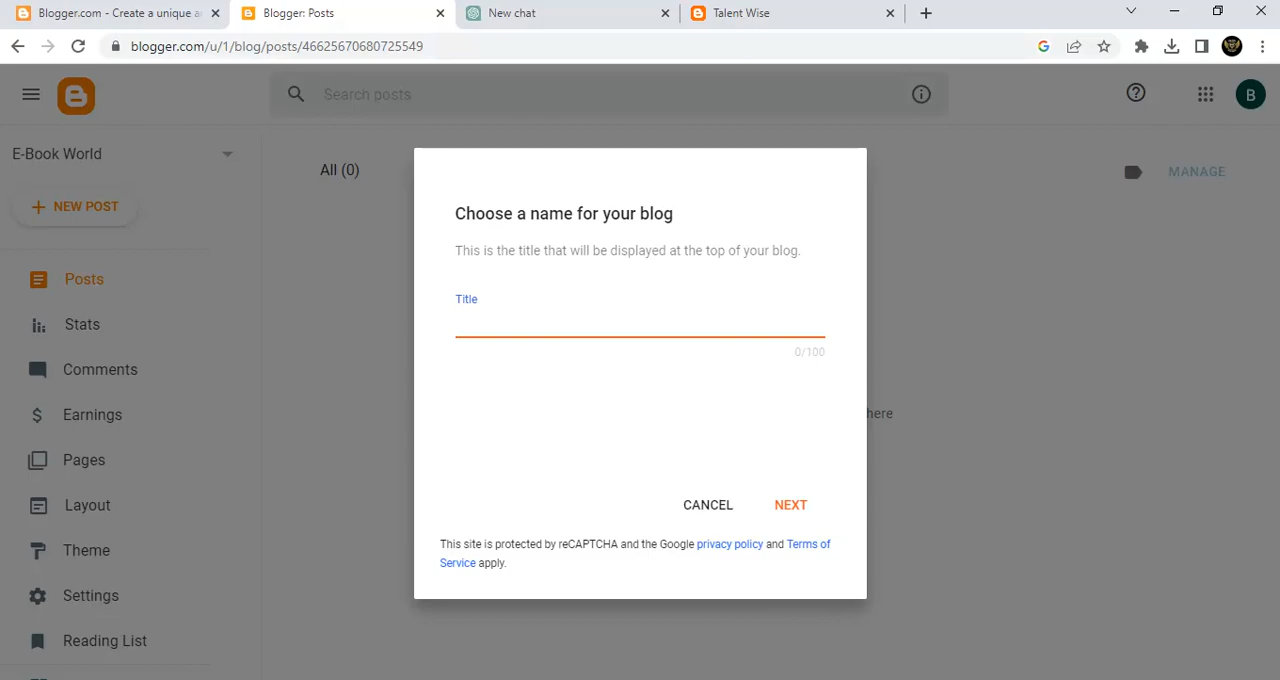 Blogger.com - Create a unique a
Blogger: Posts
New chat
Talent Wise
blogger.com/u/1/blog/posts/46625670680725549
Search posts
B
E-Book World
All (0)
MANAGE
NEW POST
Choose a name for your blog
This is the title that will be displayed at the top of your blog.
Posts
Title
Stats
0/100
Comments
Earnings
here
Pages
Layout
CANCEL
NEXT
Theme
This site is protected by reCAPTCHA and the Google privacy policy and Terms of
Service apply.
Settings
Reading List